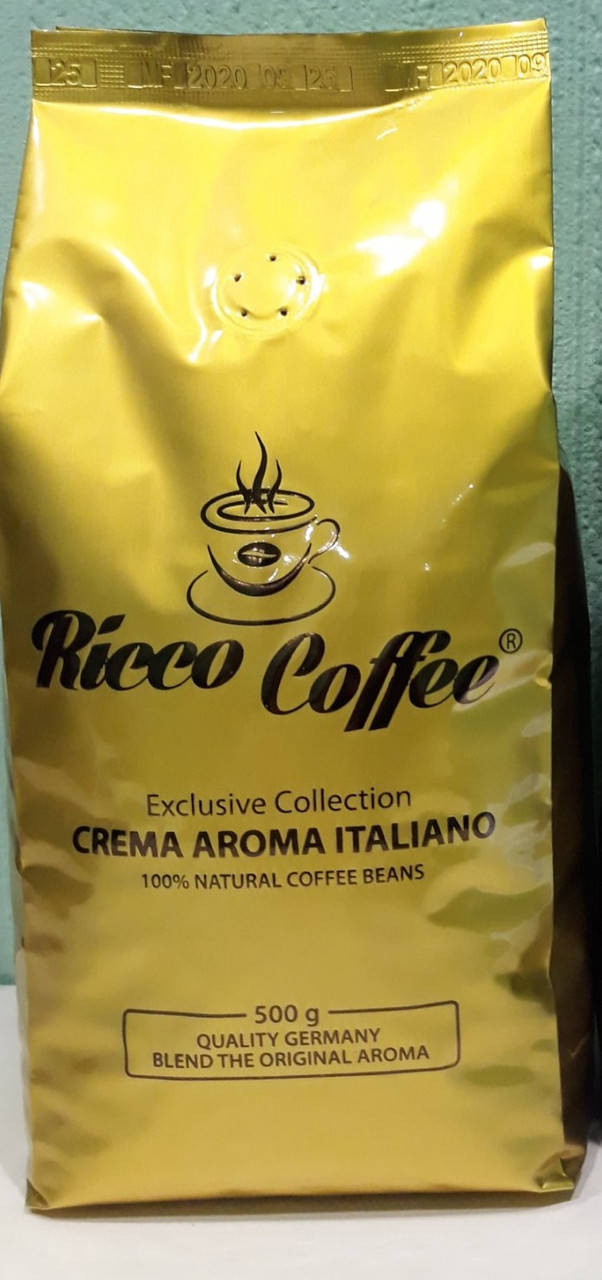 25 MF 2020 09 25 MF 2020 09
Ricco Coffee®
Exclusive Collection
CREMA AROMA ITALIANO
100% NATURAL COFFEE BEANS
500 g
QUALITY GERMANY
BLEND THE ORIGINAL AROMA